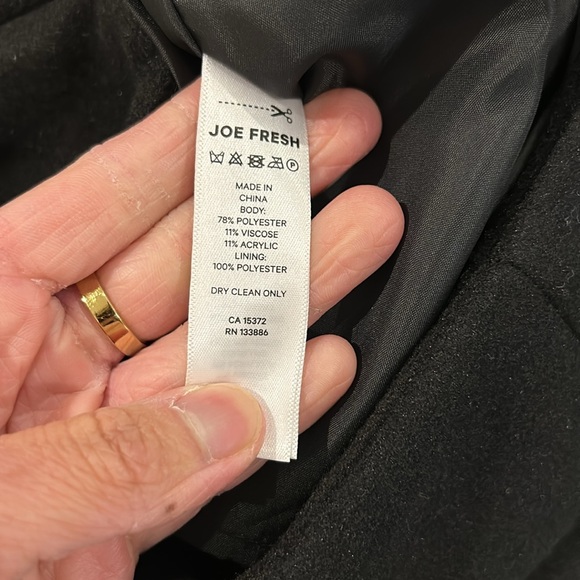 JOE FRESH
P
MADE IN
CHINA
BODY:
78% POLYESTER
11% VISCOSE
11% ACRYLIC
LINING:
100% POLYESTER
DRY CLEAN ONLY
CA 15372
RN 133886